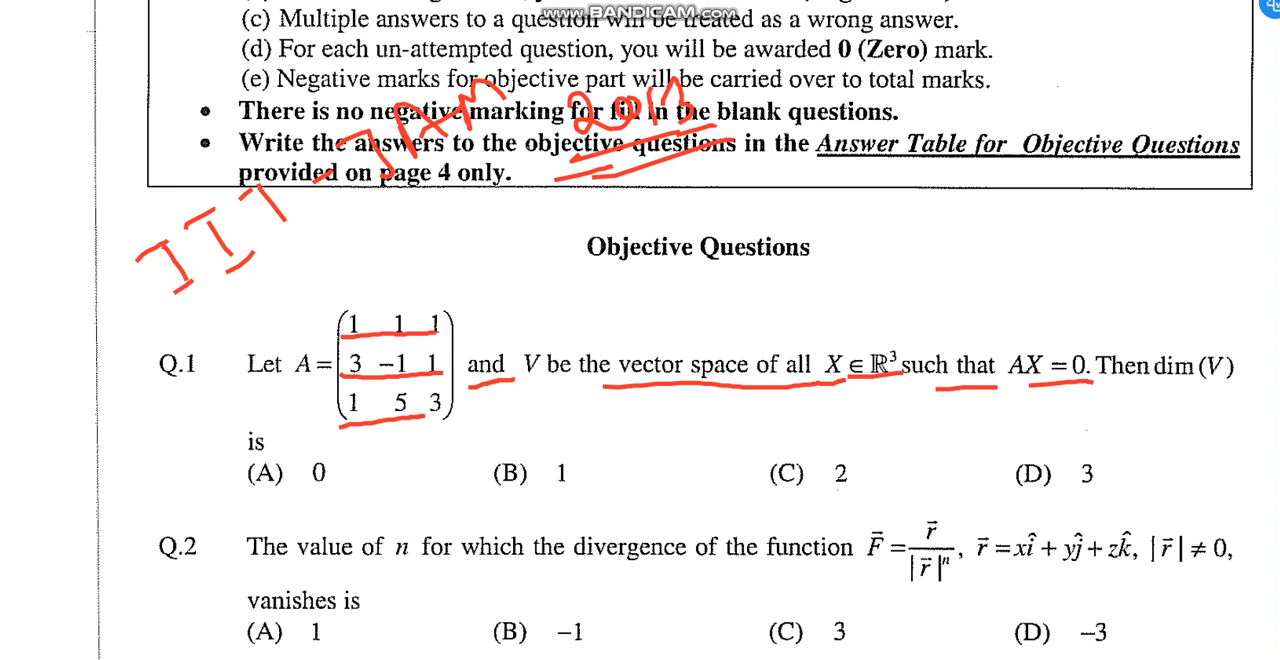 www.BANDICAM.com
(c) Multiple answers to a question will be treated as a wrong answer.
(d) For each un-attempted question, you will be awarded 0 (Zero) mark.
(e) Negative marks for objective part will be carried over to total marks.
• There is no negative marking for fill in the blank questions.
• Write the answers to the objective questions in the Answer Table for Objective Questions
provided on page 4 only.
IIT-JAM 2013
Objective Questions
Q.1 Let A = (1 1 1
3 -1 1
1 5 3) and V be the vector space of all X ∈ ℝ³ such that AX = 0. Then dim (V)
is
(A) 0 (B) 1 (C) 2 (D) 3
Q.2 The value of n for which the divergence of the function F⃗ = r⃗ / |r⃗|ⁿ, r⃗ = xî + yĵ + zk̂, |r⃗| ≠ 0,
vanishes is
(A) 1 (B) −1 (C) 3 (D) −3